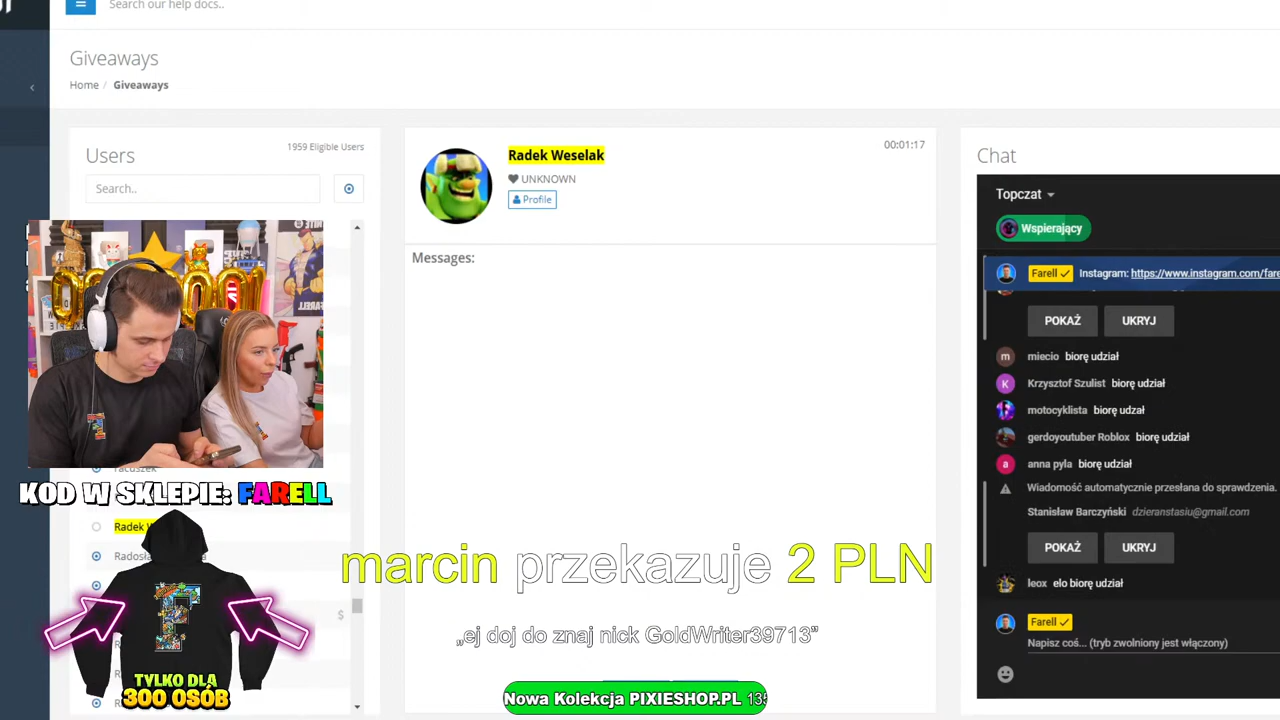 Search our help docs..
Giveaways
Home / Giveaways
Users
1959 Eligible Users
Search..
Radek
Radosła
KOD W SKLEPIE: FARELL
TYLKO DLA
300 OSÓB
Radek Weselak
UNKNOWN
Profile
00:01:17
Messages:
marcin przekazuje 2 PLN
„ej doj do znaj nick GoldWriter39713”
Nowa Kolekcja PIXIESHOP.PL 135
Chat
Topczat
Wspierający
Farell ✓ Instagram: https://www.instagram.com/fare
POKAŻ UKRYJ
m miecio biorę udział
K Krzysztof Szulist biorę udział
motocyklista biorę udzał
gerdoyoutuber Roblox biorę udział
a anna pyla biorę udział
Wiadomość automatycznie przesłana do sprawdzenia.
Stanisław Barczyński dzieranstasiu@gmail.com
POKAŻ UKRYJ
leox elo biorę udział
Farell ✓
Napisz coś... (tryb zwolniony jest włączony)